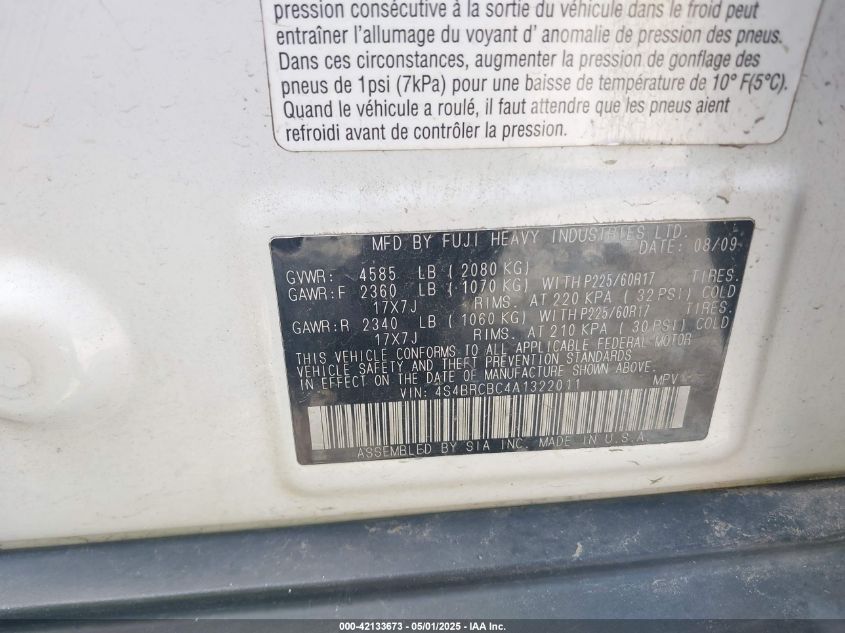 pression consécutive à la sortie du véhicule dans le froid peut
entraîner l'allumage du voyant d' anomalie de pression des pneus.
Dans ces circonstances, augmenter la pression de gonflage des
pneus de 1psi (7kPa) pour une baisse de température de 10° F(5°C).
Quand le véhicule a roulé, il faut attendre que les pneus aient
refroidi avant de contrôler la pression.
MFD BY FUJI HEAVY INDUSTRIES LTD.
DATE: 08/09
GVWR: 4585 LB ( 2080 KG)
GAWR:F 2360 LB ( 1070 KG) WITH P225/60R17 TIRES.
17X7J RIMS. AT 220 KPA ( 32 PSI) COLD
GAWR:R 2340 LB ( 1060 KG) WITH P225/60R17 TIRES.
17X7J RIMS. AT 210 KPA ( 30 PSI) COLD
THIS VEHICLE CONFORMS TO ALL APPLICABLE FEDERAL MOTOR
VEHICLE SAFETY AND THEFT PREVENTION STANDARDS
IN EFFECT ON THE DATE OF MANUFACTURE SHOWN ABOVE.
VIN: 4S4BRCBC4A1322011 MPV
ASSEMBLED BY SIA INC. MADE IN U.S.A.
000-42133673 - 05/01/2025 - IAA Inc.